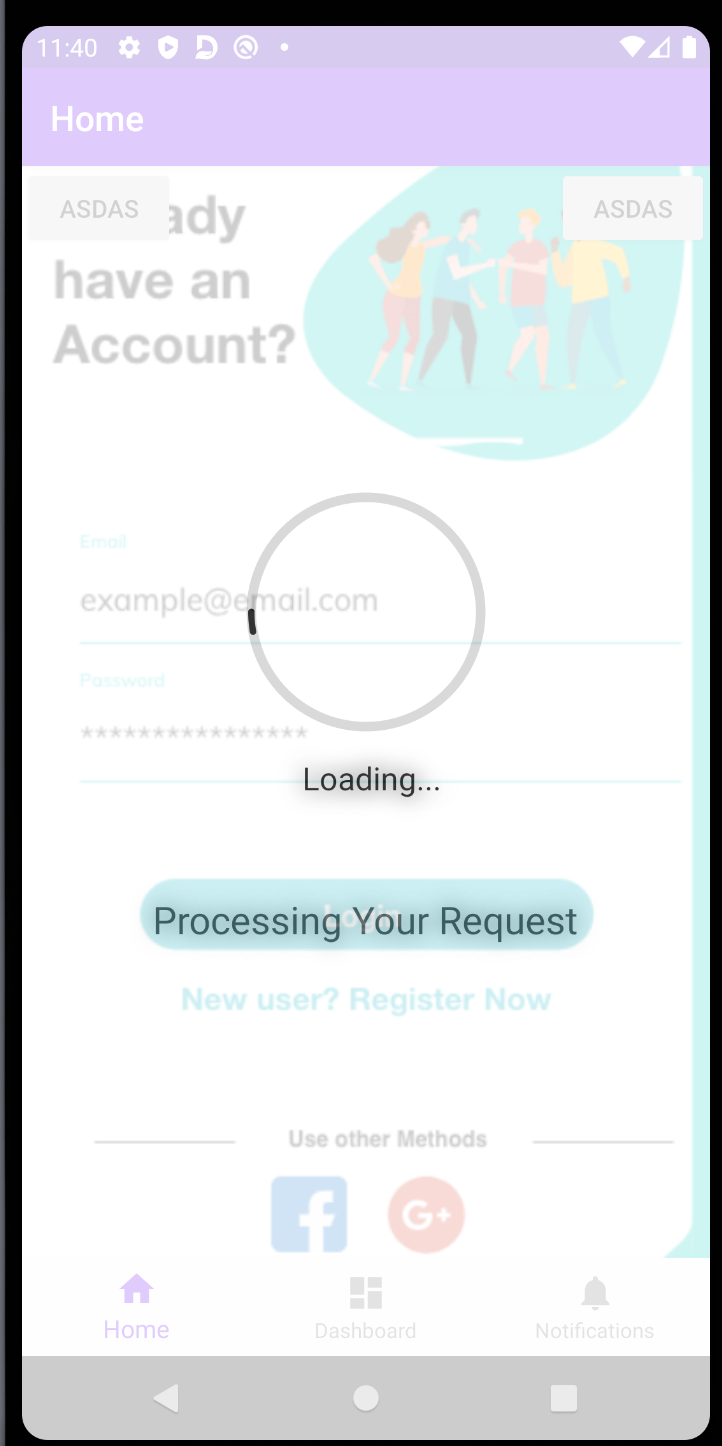 11:40
Home
ASDAS
ASDAS
ady
have an
Account?
Email
example@email.com
Password
****************
Loading...
Login
Processing Your Request
New user? Register Now
Use other Methods
f
G+
Home
Dashboard
Notifications